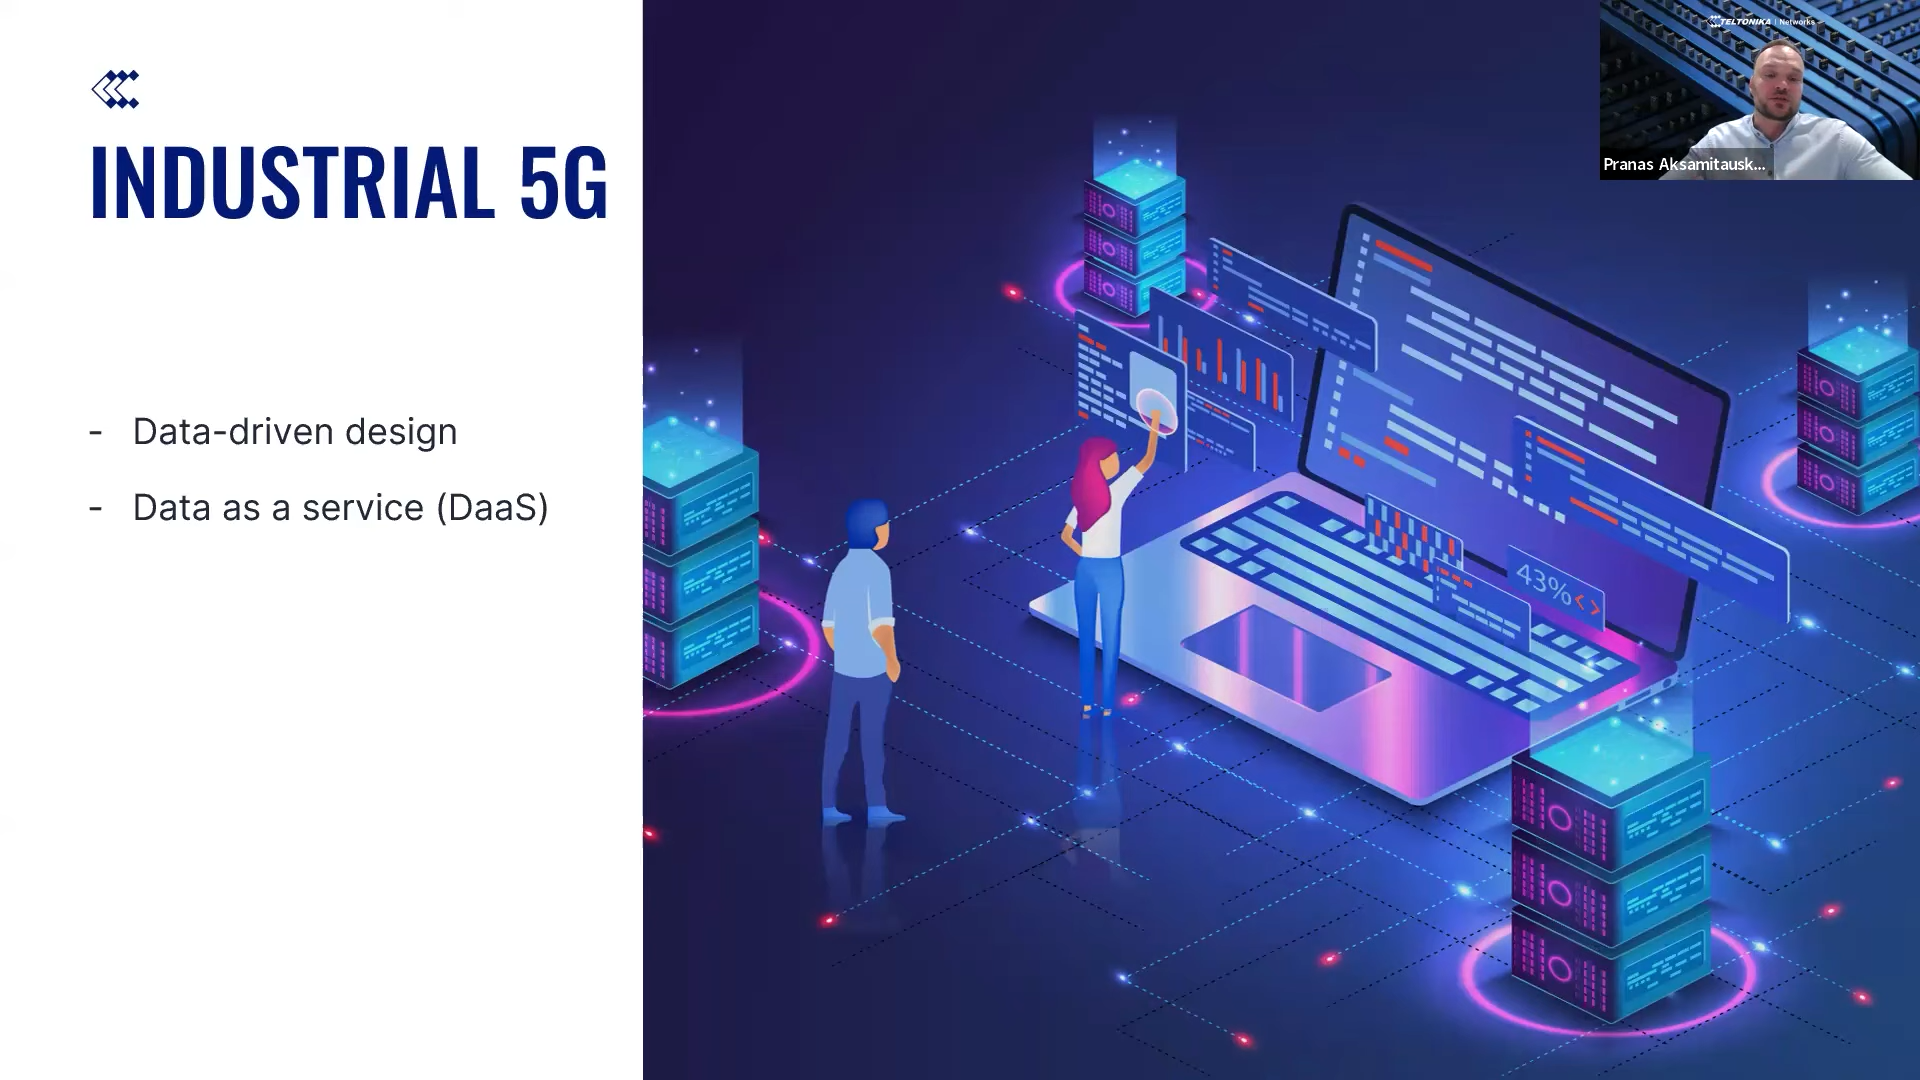 TELTONIKA | Networks
Pranas Aksamitausk...
INDUSTRIAL 5G
- Data-driven design
- Data as a service (DaaS)
43%<>